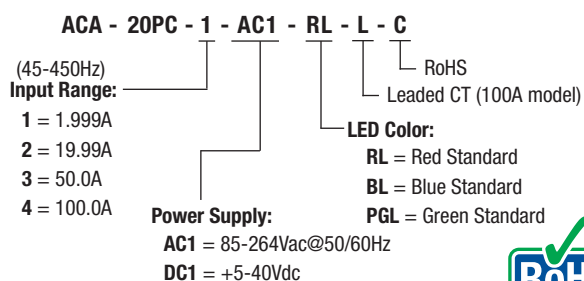 ACA - 20PC - 1 - AC1 - RL - L - C
RoHS
Leaded CT (100A model)
(45-450Hz)
Input Range:
1 = 1.999A
2 = 19.99A
3 = 50.0A
4 = 100.0A
LED Color:
RL = Red Standard
BL = Blue Standard
PGL = Green Standard
Power Supply:
AC1 = 85-264Vac@50/60Hz
DC1 = +5-40Vdc